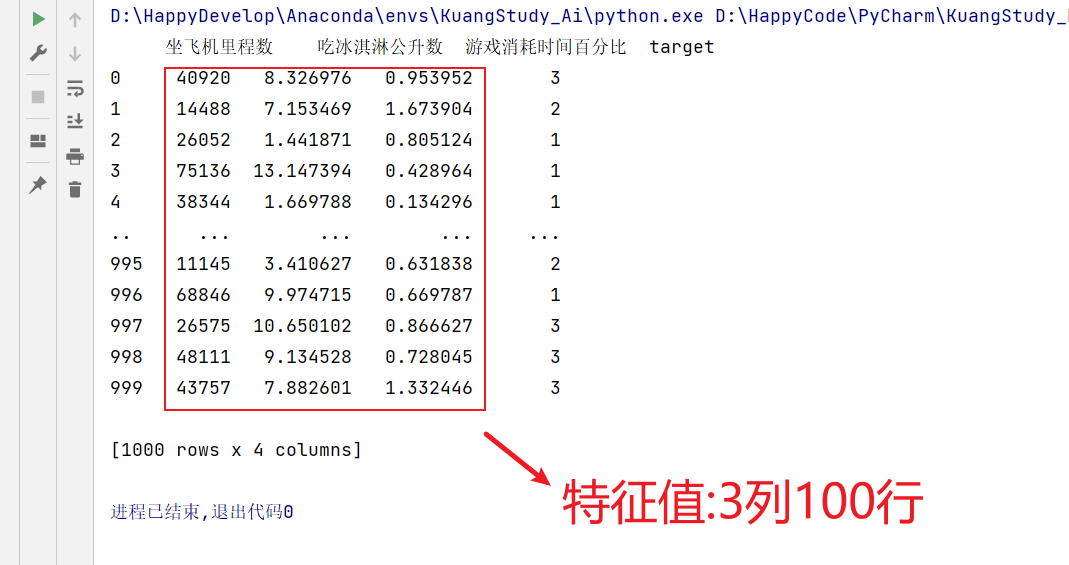 D:\HappyDevelop\Anaconda\envs\KuangStudy_Ai\python.exe D:\HappyCode\PyCharm\KuangStudy_
坐飞机里程数 吃冰淇淋公升数 游戏消耗时间百分比 target
0 40920 8.326976 0.953952 3
1 14488 7.153469 1.673904 2
2 26052 1.441871 0.805124 1
3 75136 13.147394 0.428964 1
4 38344 1.669788 0.134296 1
.. ... ... ... ...
995 11145 3.410627 0.631838 2
996 68846 9.974715 0.669787 1
997 26575 10.650102 0.866627 3
998 48111 9.134528 0.728045 3
999 43757 7.882601 1.332446 3
[1000 rows x 4 columns]
特征值:3列100行
进程已结束,退出代码0